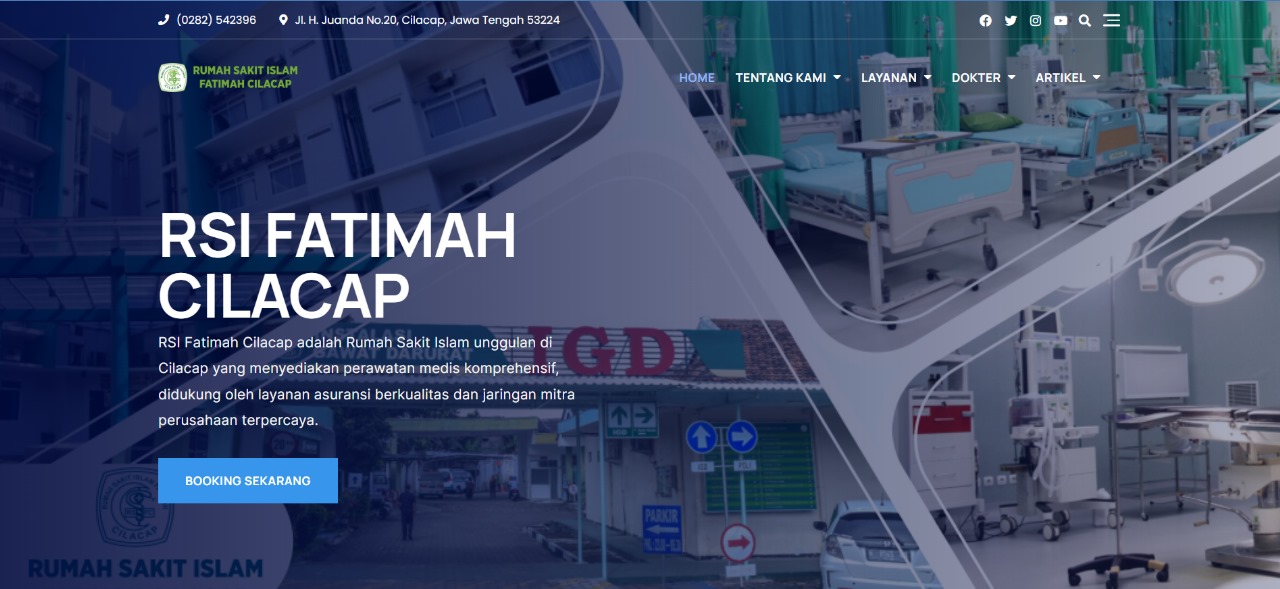 (0282) 542396
Jl. H. Juanda No.20, Cilacap, Jawa Tengah 53224
RUMAH SAKIT ISLAM
FATIMAH CILACAP
HOME
TENTANG KAMI
LAYANAN
DOKTER
ARTIKEL
RSI FATIMAH
CILACAP
INSTALASI
GAWAT DARURAT
IGD
RSI Fatimah Cilacap adalah Rumah Sakit Islam unggulan di
Cilacap yang menyediakan perawatan medis komprehensif,
didukung oleh layanan asuransi berkualitas dan jaringan mitra
perusahaan terpercaya.
IGD
POLI
BOOKING SEKARANG
PARKIR
CILACAP
RUMAH SAKIT ISLAM